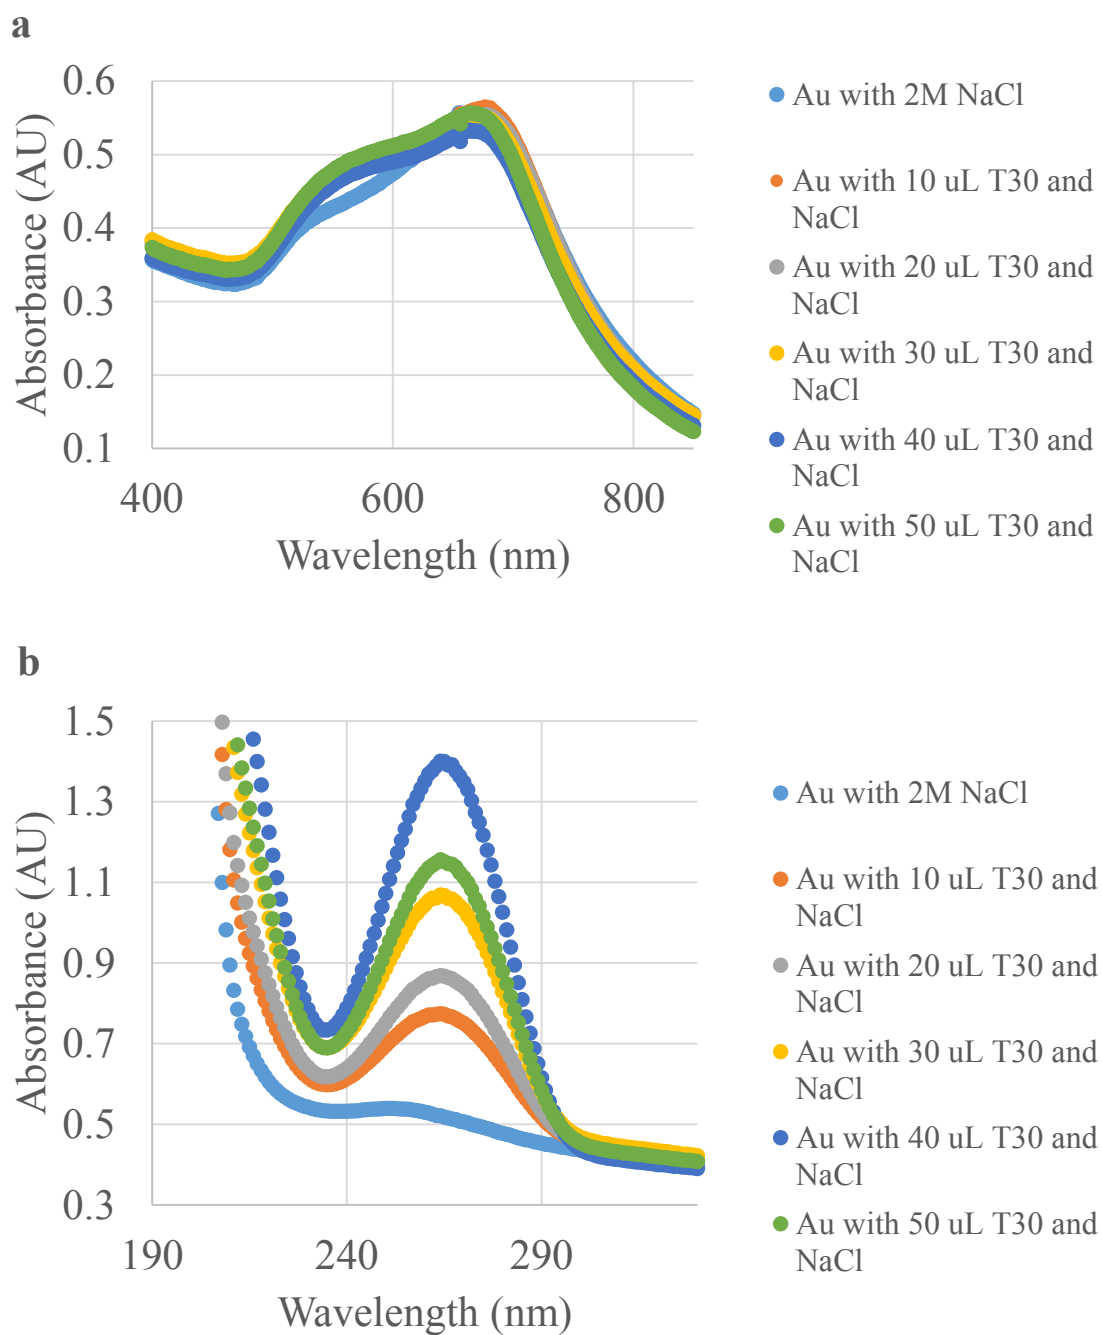 a
0.6
0.5
0.4
0.3
0.2
0.1
Absorbance (AU)
400 600 800
Wavelength (nm)
Au with 2M NaCl
Au with 10 uL T30 and
NaCl
Au with 20 uL T30 and
NaCl
Au with 30 uL T30 and
NaCl
Au with 40 uL T30 and
NaCl
Au with 50 uL T30 and
NaCl
b
1.5
1.3
1.1
0.9
0.7
0.5
0.3
Absorbance (AU)
190 240 290
Wavelength (nm)
Au with 2M NaCl
Au with 10 uL T30 and
NaCl
Au with 20 uL T30 and
NaCl
Au with 30 uL T30 and
NaCl
Au with 40 uL T30 and
NaCl
Au with 50 uL T30 and
NaCl